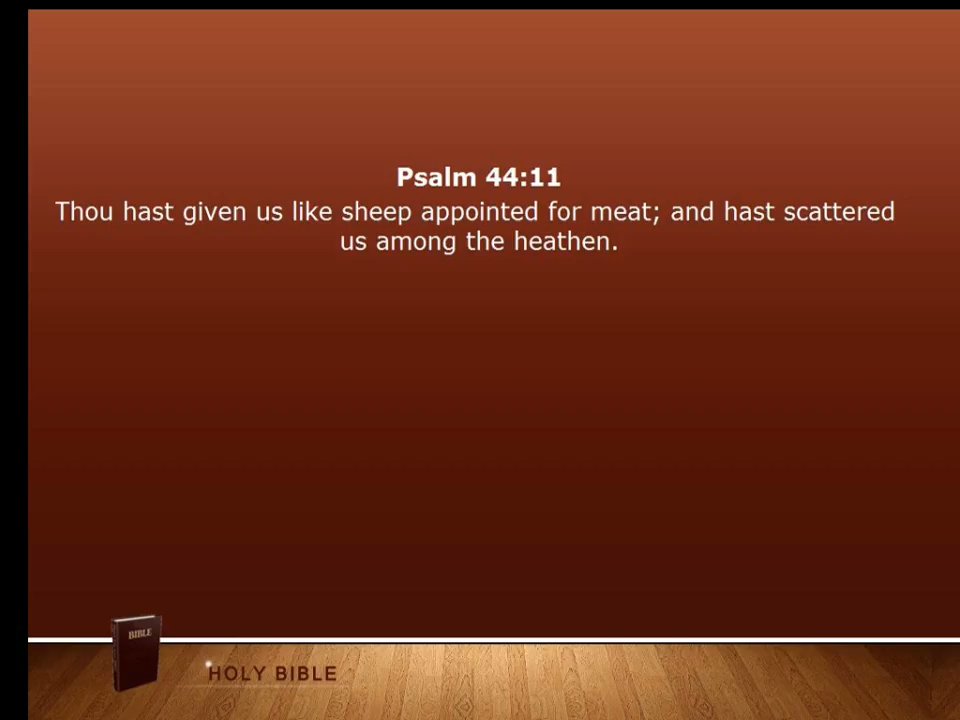 Psalm 44:11
Thou hast given us like sheep appointed for meat; and hast scattered
us among the heathen.
BIBLE
HOLY BIBLE